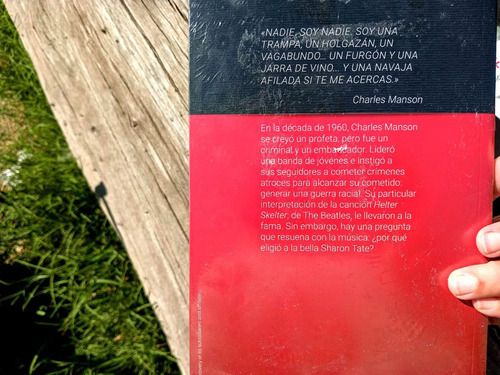 «NADIE, SOY NADIE. SOY UNA
TRAMPA, UN HOLGAZÁN, UN
VAGABUNDO... UN FURGÓN Y UNA
JARRA DE VINO... Y UNA NAVAJA
AFILADA SI TE ME ACERCAS.»
Charles Manson
En la década de 1960, Charles Manson
se creyó un profeta, pero fue un
criminal y un embaucador. Lideró
una banda de jóvenes e instigó a
sus seguidores a cometer crímenes
atroces para alcanzar su cometido:
generar una guerra racial. Su particular
interpretación de la canción Helter
Skelter, de The Beatles, le llevaron a la
fama. Sin embargo, hay una pregunta
que resuena con la música: ¿por qué
eligió a la bella Sharon Tate?